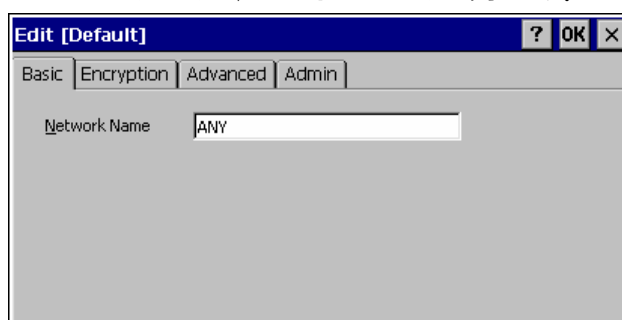 Edit [Default] ? OK ×
Basic Encryption Advanced Admin
Network Name ANY